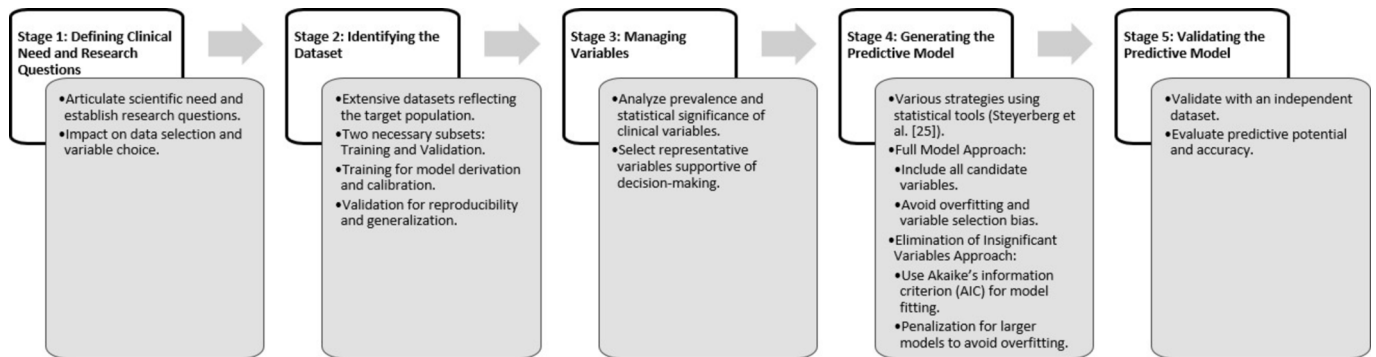 Stage 1: Defining Clinical
Need and Research
Questions
•Articulate scientific need and
establish research questions.
•Impact on data selection and
variable choice.
Stage 2: Identifying the
Dataset
•Extensive datasets reflecting
the target population.
•Two necessary subsets:
Training and Validation.
•Training for model derivation
and calibration.
•Validation for reproducibility
and generalization.
Stage 3: Managing
Variables
•Analyze prevalence and
statistical significance of
clinical variables.
•Select representative
variables supportive of
decision-making.
Stage 4: Generating the
Predictive Model
•Various strategies using
statistical tools (Steyerberg et
al. [25]).
•Full Model Approach:
•Include all candidate
variables.
•Avoid overfitting and
variable selection bias.
•Elimination of Insignificant
Variables Approach:
•Use Akaike’s information
criterion (AIC) for model
fitting.
•Penalization for larger
models to avoid overfitting.
Stage 5: Validating the
Predictive Model
•Validate with an independent
dataset.
•Evaluate predictive potential
and accuracy.